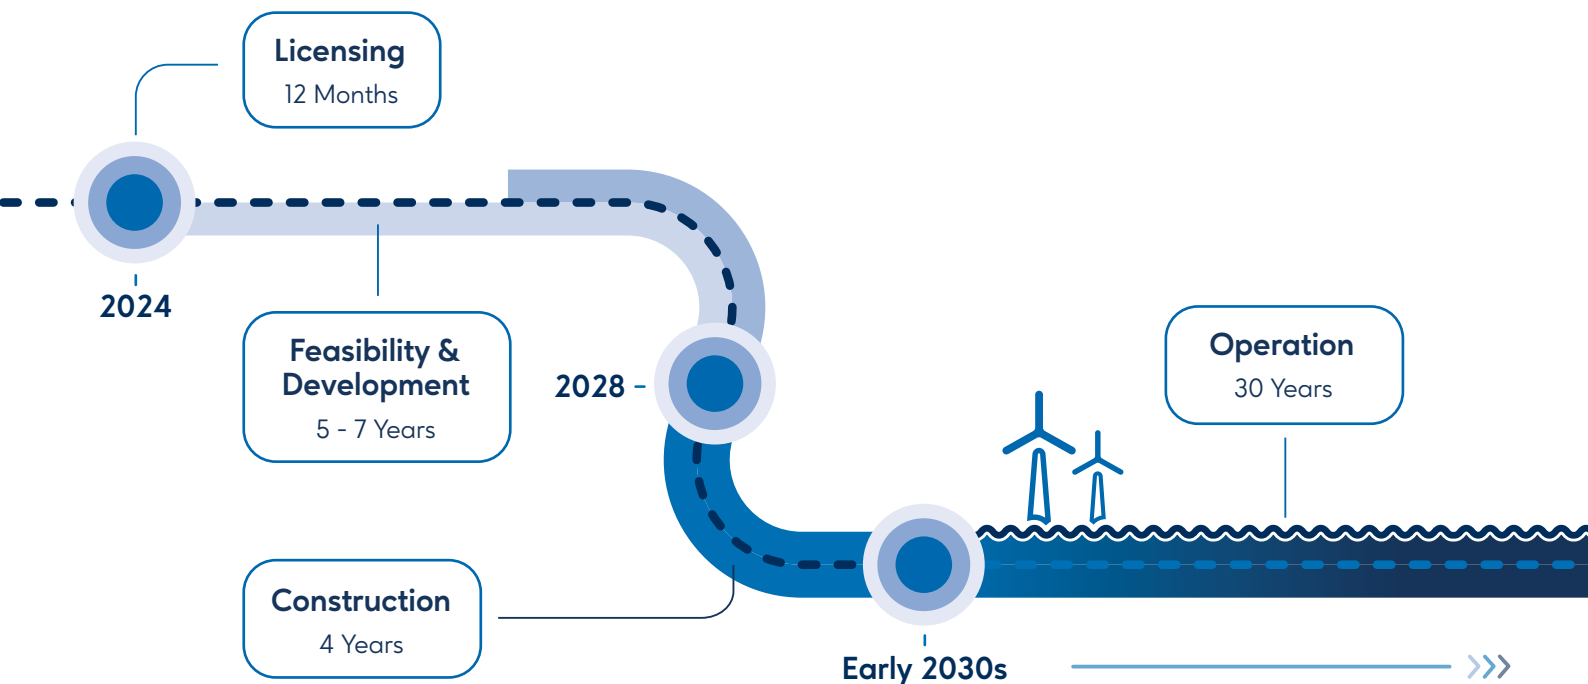 Licensing
12 Months
2024
Feasibility &
Development
5 - 7 Years
2028
Operation
30 Years
Construction
4 Years
Early 2030s